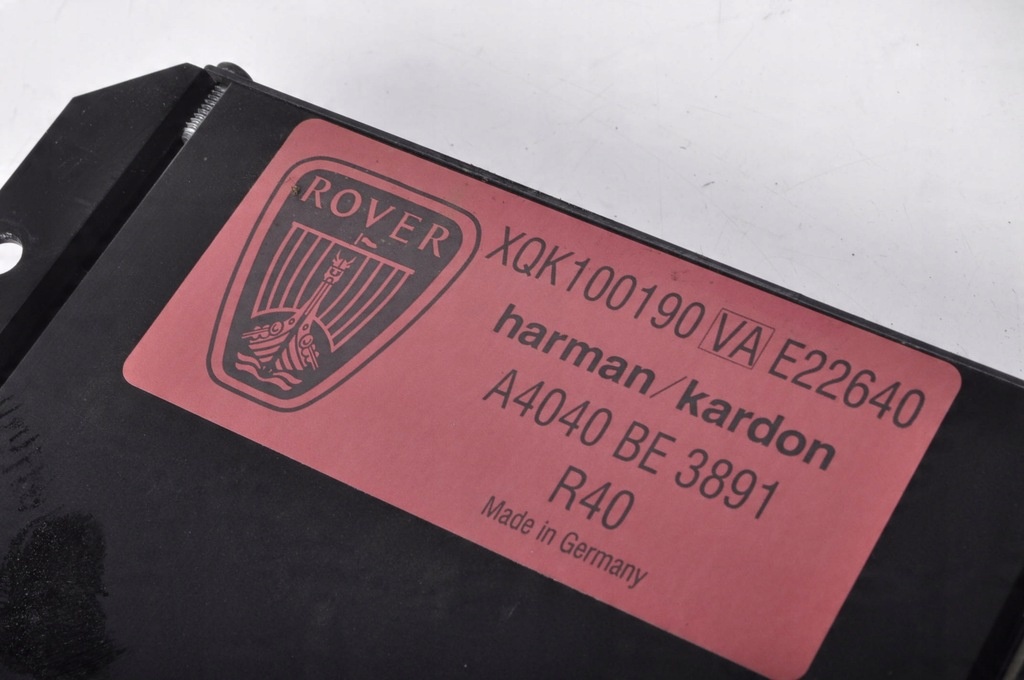 ROVER
XQK100190 VA E22640
harman/kardon
A4040 BE 3891
R40
Made in Germany